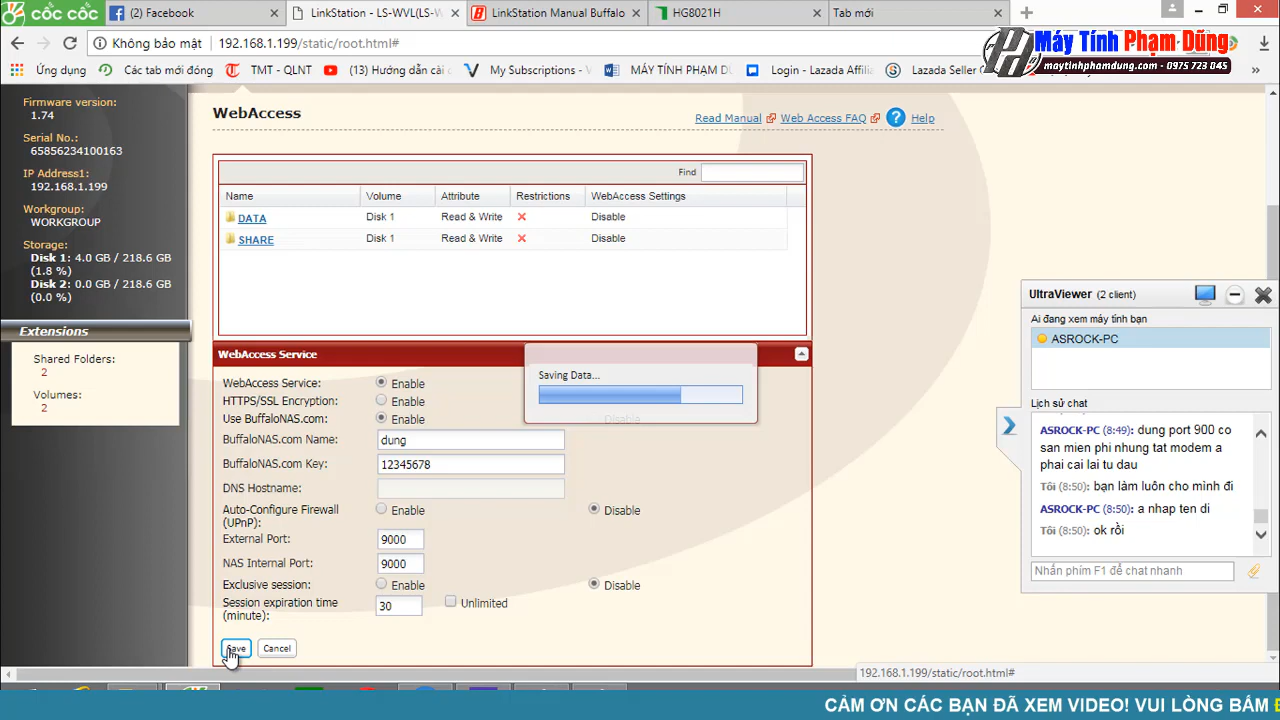 CỐC CỐC
(2) Facebook
LinkStation - LS-WVL(LS-
LinkStation Manual Buffalo
HG8021H
Tab mới
Không bảo mật
192.168.1.199/static/root.html#
Máy Tính Phạm Dũng
maytinhphamdung.com - 0975 723 045
Ứng dụng
Các tab mới đóng
TMT - OLNT
(13) Hướng dẫn cài
My Subscriptions -
MÁY TÍNH PHẠM
Login - Lazada Affilia
Lazada Seller
Firmware version:
1.74
Serial No.:
65856234100163
IP Address1:
192.168.1.199
Workgroup:
WORKGROUP
Storage:
Disk 1: 4.0 GB / 218.6 GB
(1.8 %)
Disk 2: 0.0 GB / 218.6 GB
(0.0 %)
Extensions
Shared Folders:
2
Volumes:
2
WebAccess
Read Manual
Web Access FAQ
Help
Find
Name Volume Attribute Restrictions WebAccess Settings
DATA Disk 1 Read & Write Disable
SHARE Disk 1 Read & Write Disable
WebAccess Service
WebAccess Service: Enable
HTTPS/SSL Encryption: Enable
Use BuffaloNAS.com: Enable Disable
BuffaloNAS.com Name: dung
BuffaloNAS.com Key: 12345678
DNS Hostname:
Auto-Configure Firewall
(UPnP): Enable Disable
External Port: 9000
NAS Internal Port: 9000
Exclusive session: Enable Disable
Session expiration time
(minute): 30 Unlimited
Save Cancel
Saving Data...
UltraViewer (2 client)
Ai đang xem máy tính bạn
ASROCK-PC
Lịch sử chat
ASROCK-PC (8:49): dung port 900 co
san mien phi nhung tat modem a
phai cai lai tu dau
Tôi (8:50): bạn làm luôn cho mình đi
ASROCK-PC (8:50): a nhap ten di
Tôi (8:50): ok rồi
Nhấn phím F1 để chat nhanh
192.168.1.199/static/root.html#
CẢM ƠN CÁC BẠN ĐÃ XEM VIDEO! VUI LÒNG BẤM